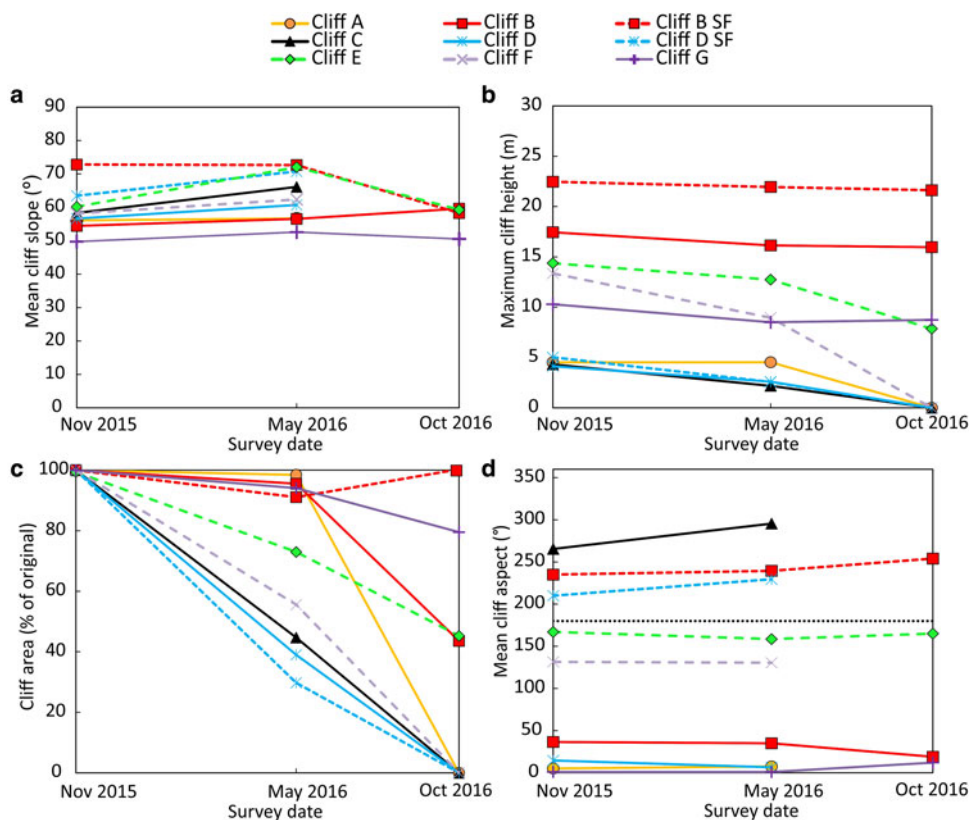 Cliff A Cliff B Cliff B SF
Cliff C Cliff D Cliff D SF
Cliff E Cliff F Cliff G
a
Mean cliff slope (°)
90
80
70
60
50
40
30
20
10
0
Nov 2015 May 2016 Oct 2016
Survey date
b
Maximum cliff height (m)
30
25
20
15
10
5
0
Nov 2015 May 2016 Oct 2016
Survey date
c
Cliff area (% of original)
100
80
60
40
20
0
Nov 2015 May 2016 Oct 2016
Survey date
d
Mean cliff aspect (°)
350
300
250
200
150
100
50
0
Nov 2015 May 2016 Oct 2016
Survey date